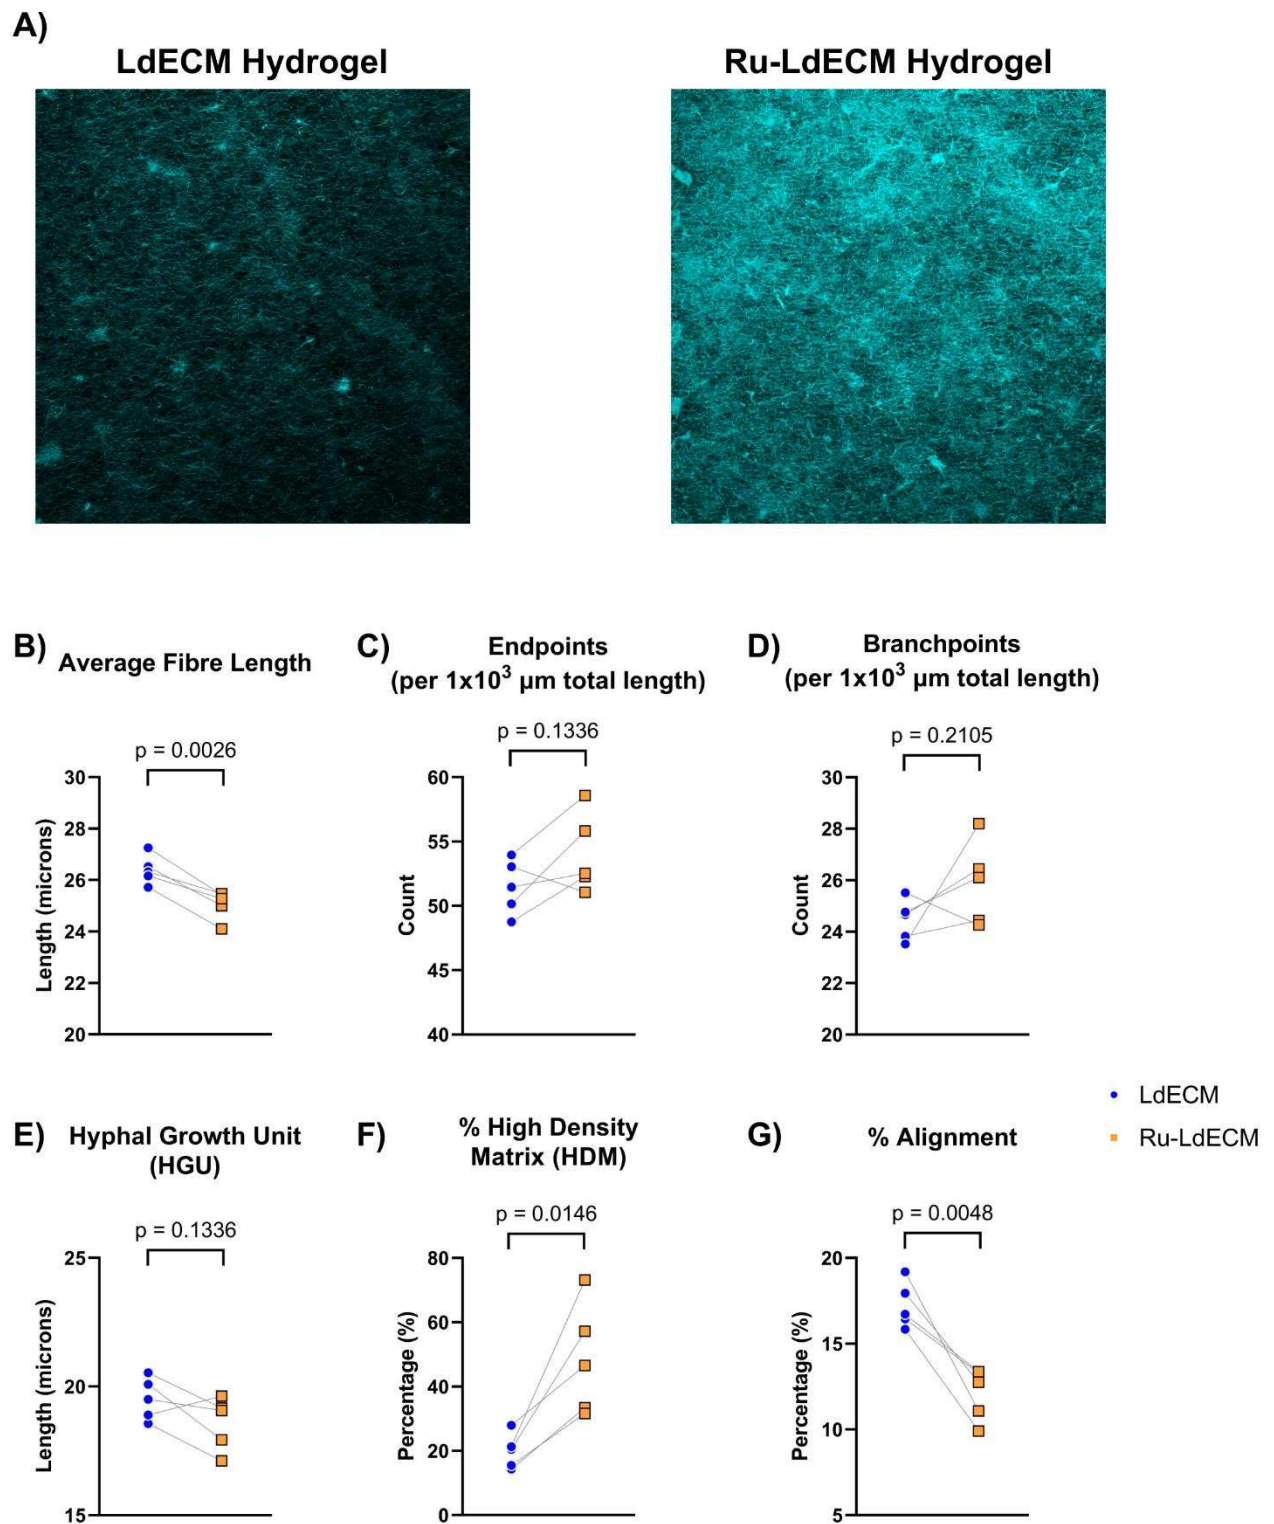 A)
LdECM Hydrogel
Ru-LdECM Hydrogel
B) Average Fibre Length
p = 0.0026
Length (microns)
30
28
26
24
22
20
C) Endpoints
(per 1x10³ µm total length)
p = 0.1336
Count
60
55
50
45
40
D) Branchpoints
(per 1x10³ µm total length)
p = 0.2105
Count
30
28
26
24
22
20
LdECM
Ru-LdECM
E) Hyphal Growth Unit
(HGU)
p = 0.1336
Length (microns)
25
20
15
F) % High Density
Matrix (HDM)
p = 0.0146
Percentage (%)
80
60
40
20
0
G) % Alignment
p = 0.0048
Percentage (%)
20
15
10
5